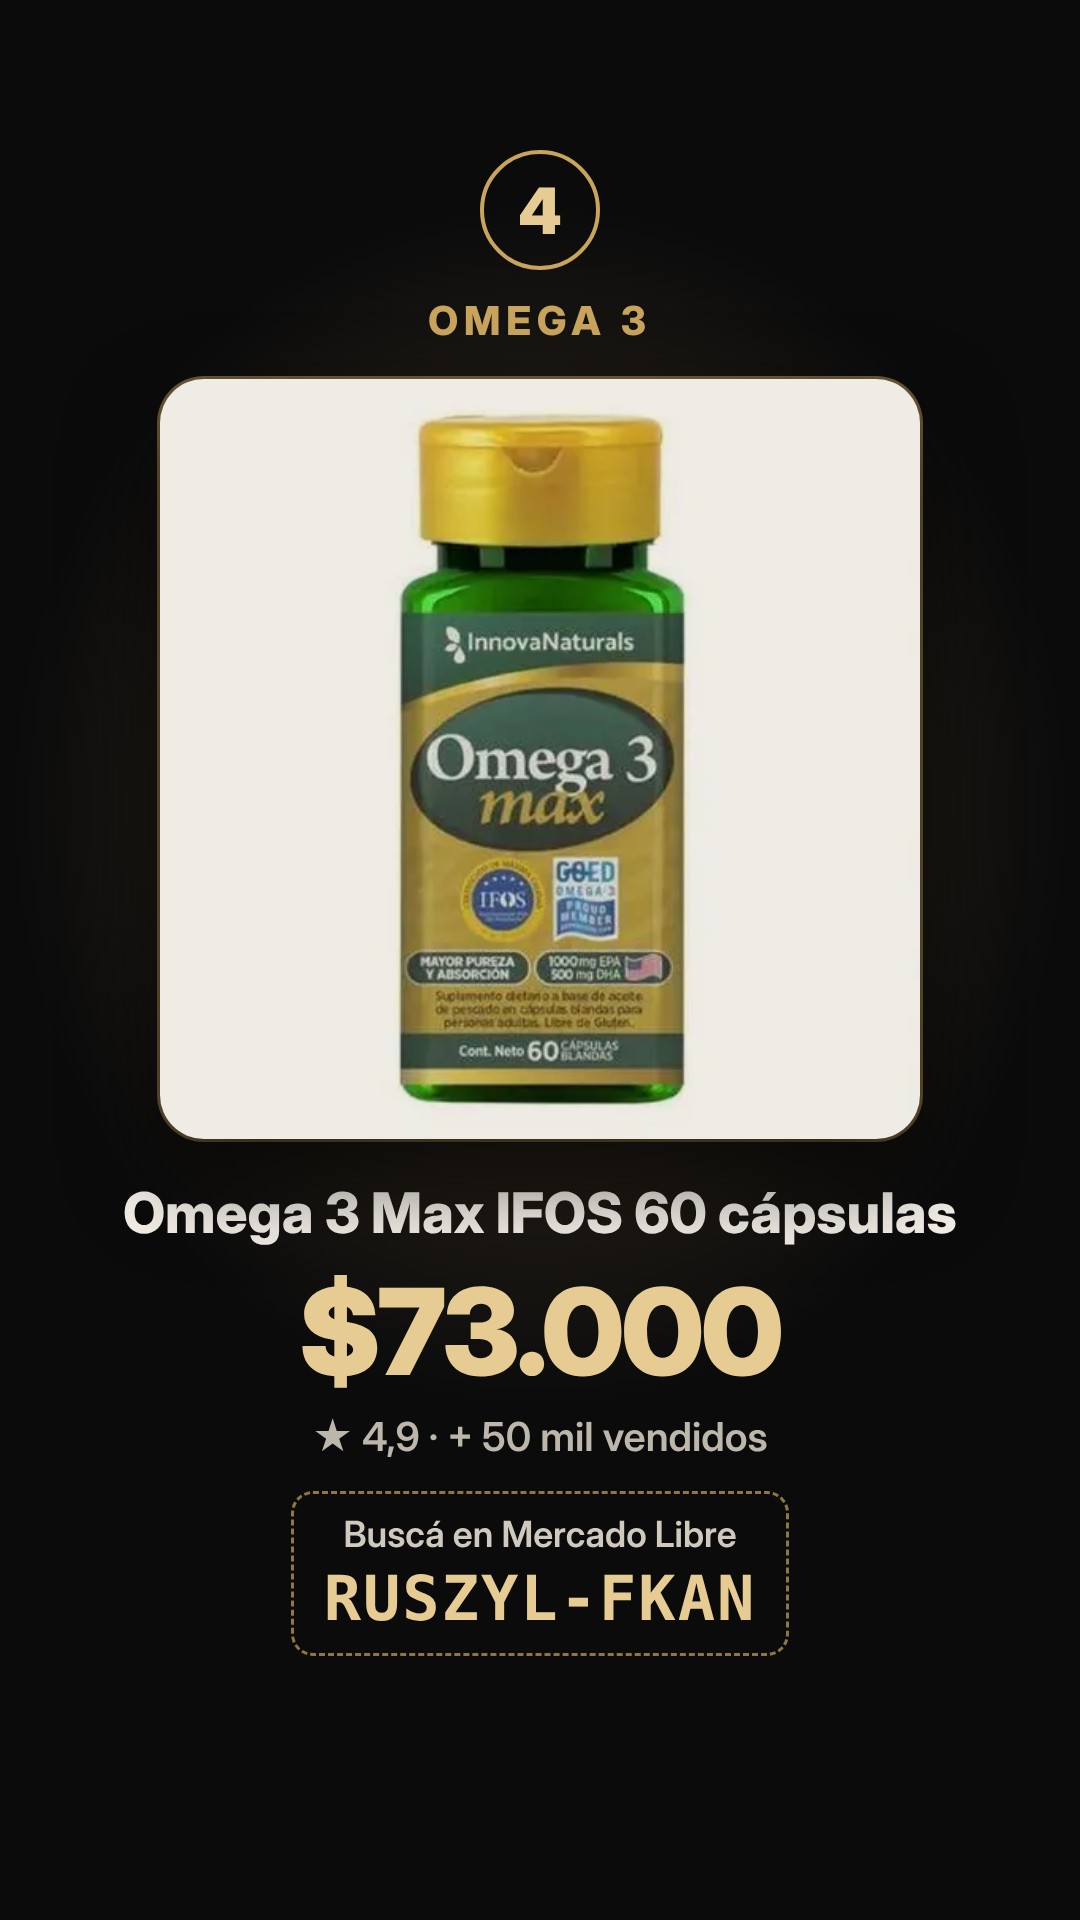 4
OMEGA 3
InnovaNaturals
Omega 3
max
IFOS
GOED
OMEGA-3
PROUD
MEMBER
MAYOR PUREZA
Y ABSORCIÓN
1000mg EPA
500 mg DHA
Suplemento dietario a base de aceite
de pescado en cápsulas blandas para
personas adultas. Libre de Gluten.
Cont. Neto 60 CÁPSULAS
BLANDAS
Omega 3 Max IFOS 60 cápsulas
$73.000
★ 4,9 · + 50 mil vendidos
Buscá en Mercado Libre
RUSZYL-FKAN